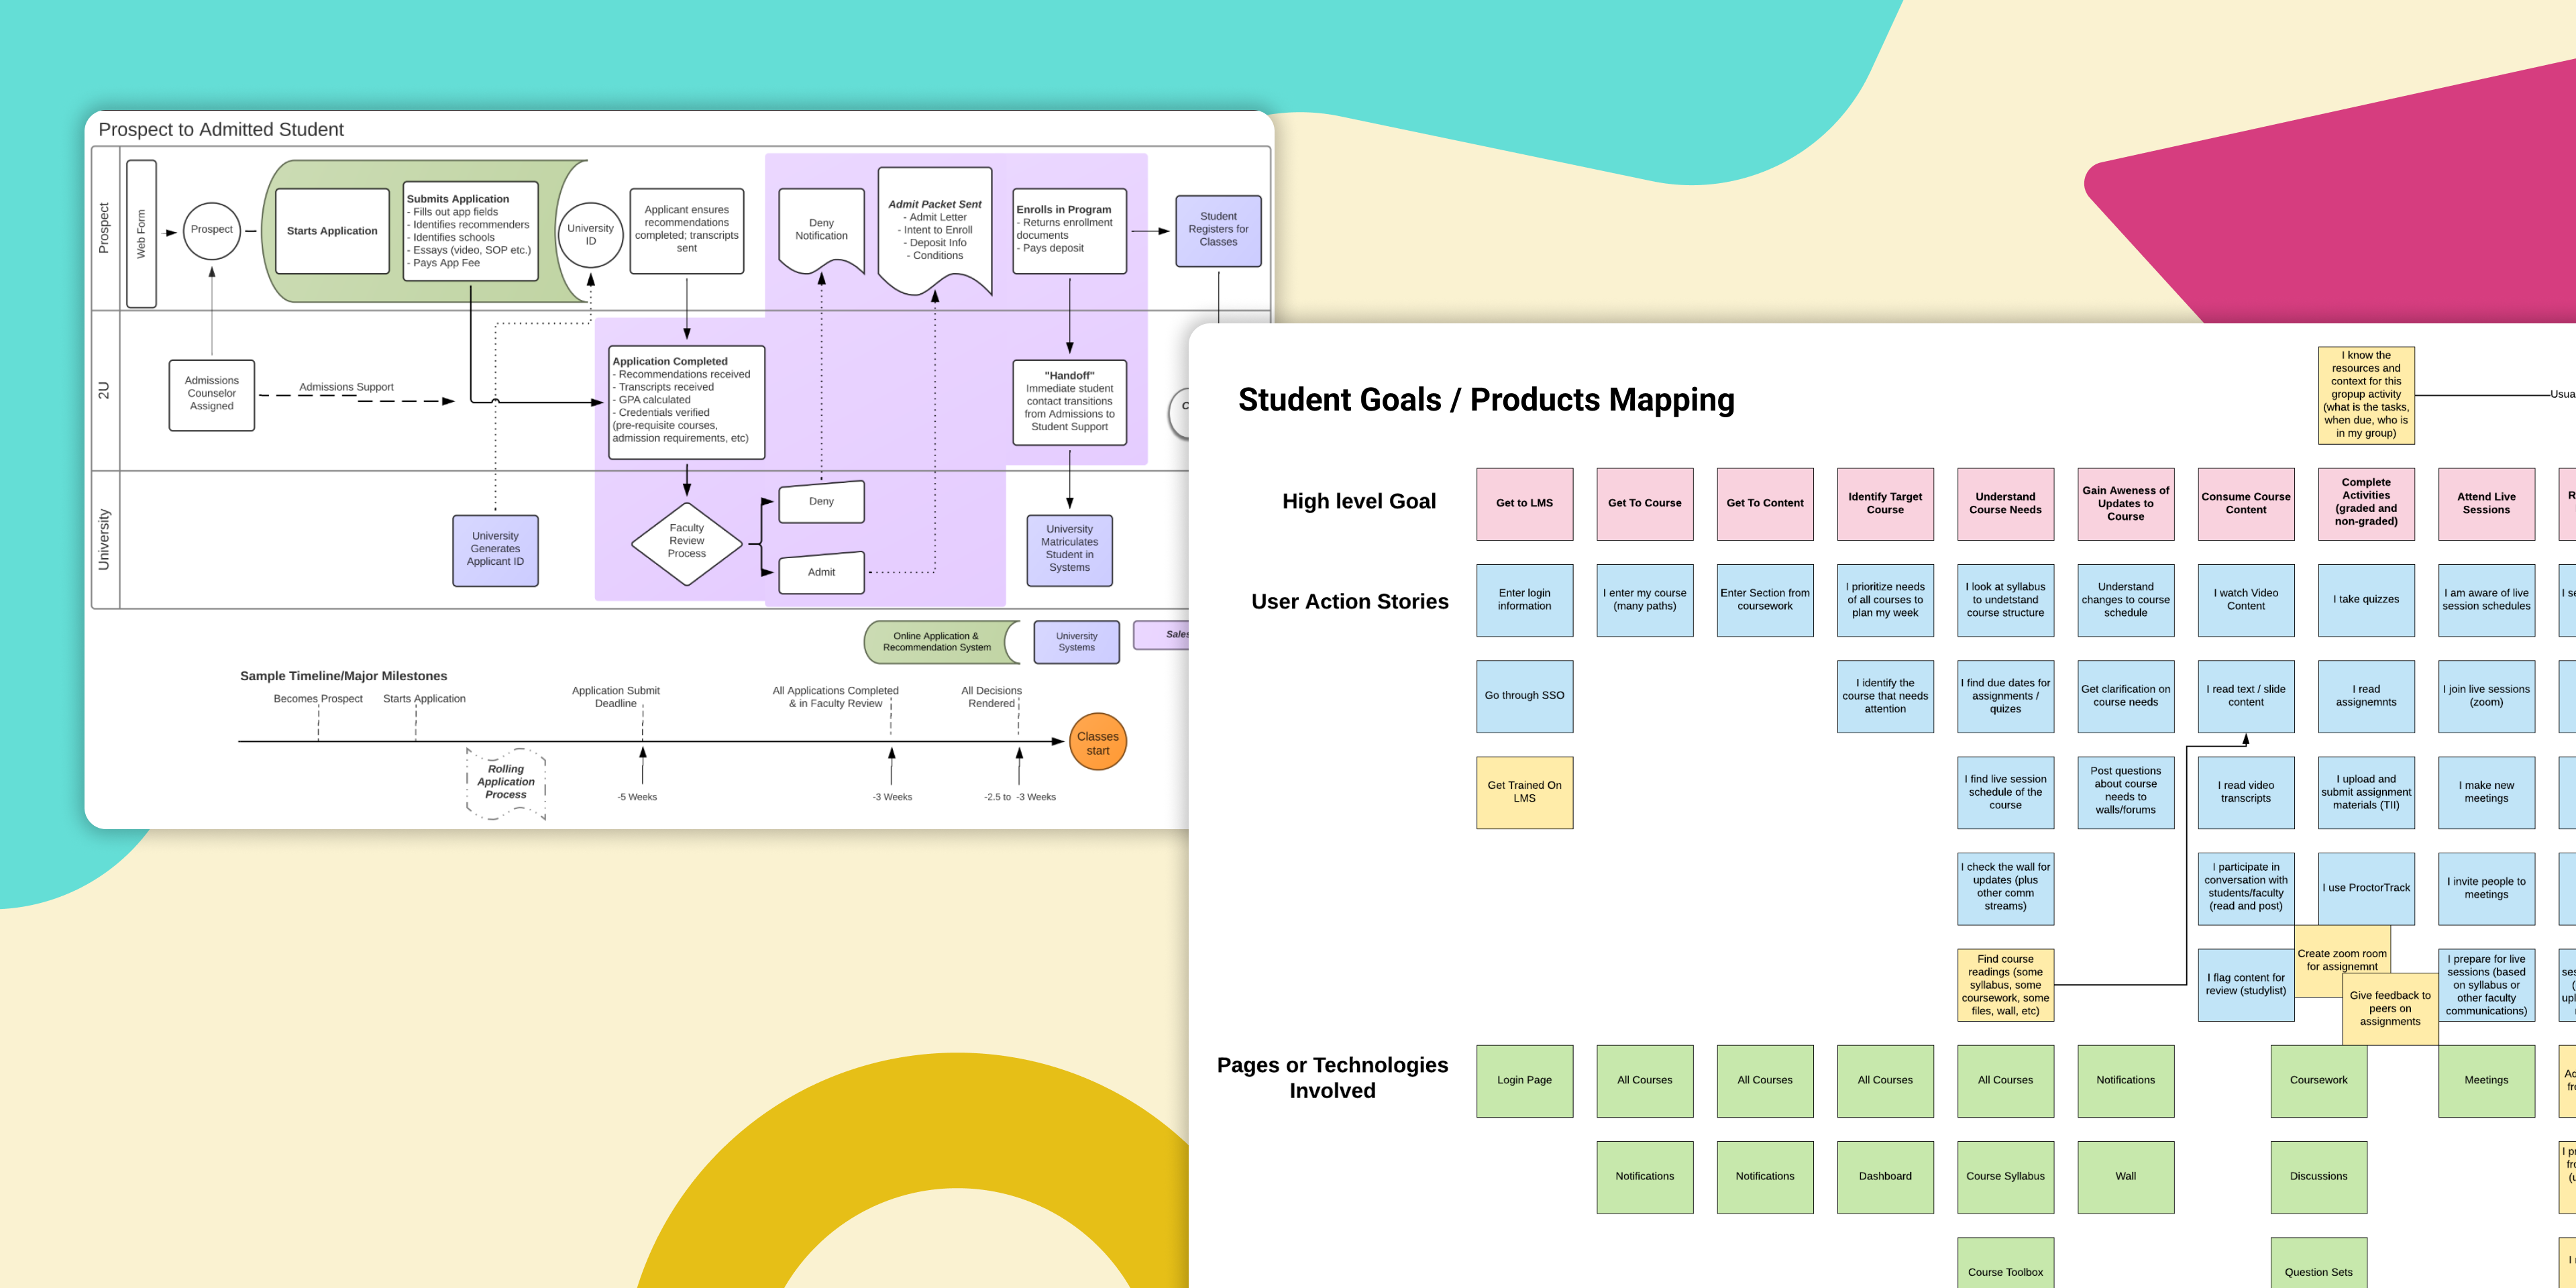 Prospect to Admitted Student
Prospect
Web Form
Prospect
Starts Application
Submits Application
- Fills out app fields
- Identifies recommenders
- Identifies schools
- Essays (video, SOP etc.)
- Pays App Fee
University
ID
Applicant ensures
recommendations
completed; transcripts
sent
Deny
Notification
Admit Packet Sent
- Admit Letter
- Intent to Enroll
- Deposit Info
- Conditions
Enrolls in Program
- Returns enrollment
documents
- Pays deposit
Student
Registers for
Classes
2U
Admissions
Counselor
Assigned
Admissions Support
Application Completed
- Recommendations received
- Transcripts received
- GPA calculated
- Credentials verified
(pre-requisite courses,
admission requirements, etc)
"Handoff"
Immediate student
contact transitions
from Admissions to
Student Support
C
University
University
Generates
Applicant ID
Faculty
Review
Process
Deny
Admit
University
Matriculates
Student in
Systems
Online Application &
Recommendation System
University
Systems
Sales
Sample Timeline/Major Milestones
Becomes Prospect
Starts Application
Application Submit
Deadline
All Applications Completed
& in Faculty Review
All Decisions
Rendered
Classes
start
Rolling
Application
Process
-5 Weeks
-3 Weeks
-2.5 to -3 Weeks
Student Goals / Products Mapping
I know the
resources and
context for this
gropup activity
(what is the tasks,
when due, who is
in my group)
Usua
High level Goal
Get to LMS
Get To Course
Get To Content
Identify Target
Course
Understand
Course Needs
Gain Aweness of
Updates to
Course
Consume Course
Content
Complete
Activities
(graded and
non-graded)
Attend Live
Sessions
R
User Action Stories
Enter login
information
I enter my course
(many paths)
Enter Section from
coursework
I prioritize needs
of all courses to
plan my week
I look at syllabus
to undetstand
course structure
Understand
changes to course
schedule
I watch Video
Content
I take quizzes
I am aware of live
session schedules
I se
Go through SSO
I identify the
course that needs
attention
I find due dates for
assignments /
quizes
Get clarification on
course needs
I read text / slide
content
I read
assignemnts
I join live sessions
(zoom)
Get Trained On
LMS
I find live session
schedule of the
course
Post questions
about course
needs to
walls/forums
I read video
transcripts
I upload and
submit assignment
materials (TII)
I make new
meetings
I check the wall for
updates (plus
other comm
streams)
I participate in
conversation with
students/faculty
(read and post)
I use ProctorTrack
I invite people to
meetings
Find course
readings (some
syllabus, some
coursework, some
files, wall, etc)
I flag content for
review (studylist)
Create zoom room
for assignemnt
Give feedback to
peers on
assignments
I prepare for live
sessions (based
on syllabus or
other faculty
communications)
ses
(
upl
Pages or Technologies
Involved
Login Page
All Courses
All Courses
All Courses
All Courses
Notifications
Coursework
Meetings
Ac
fro
Notifications
Notifications
Dashboard
Course Syllabus
Wall
Discussions
I pr
fro
(u
Course Toolbox
Question Sets
I